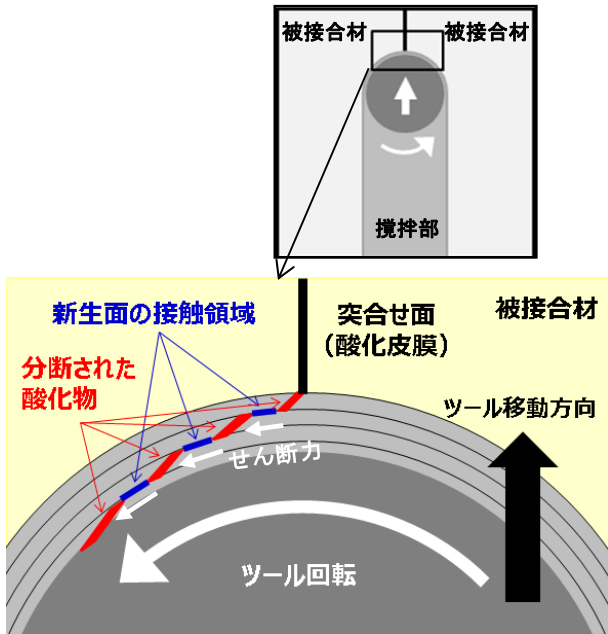 被接合材
被接合材
撹拌部
新生面の接触領域
突合せ面
(酸化皮膜)
被接合材
分断された
酸化物
ツール移動方向
せん断力
ツール回転